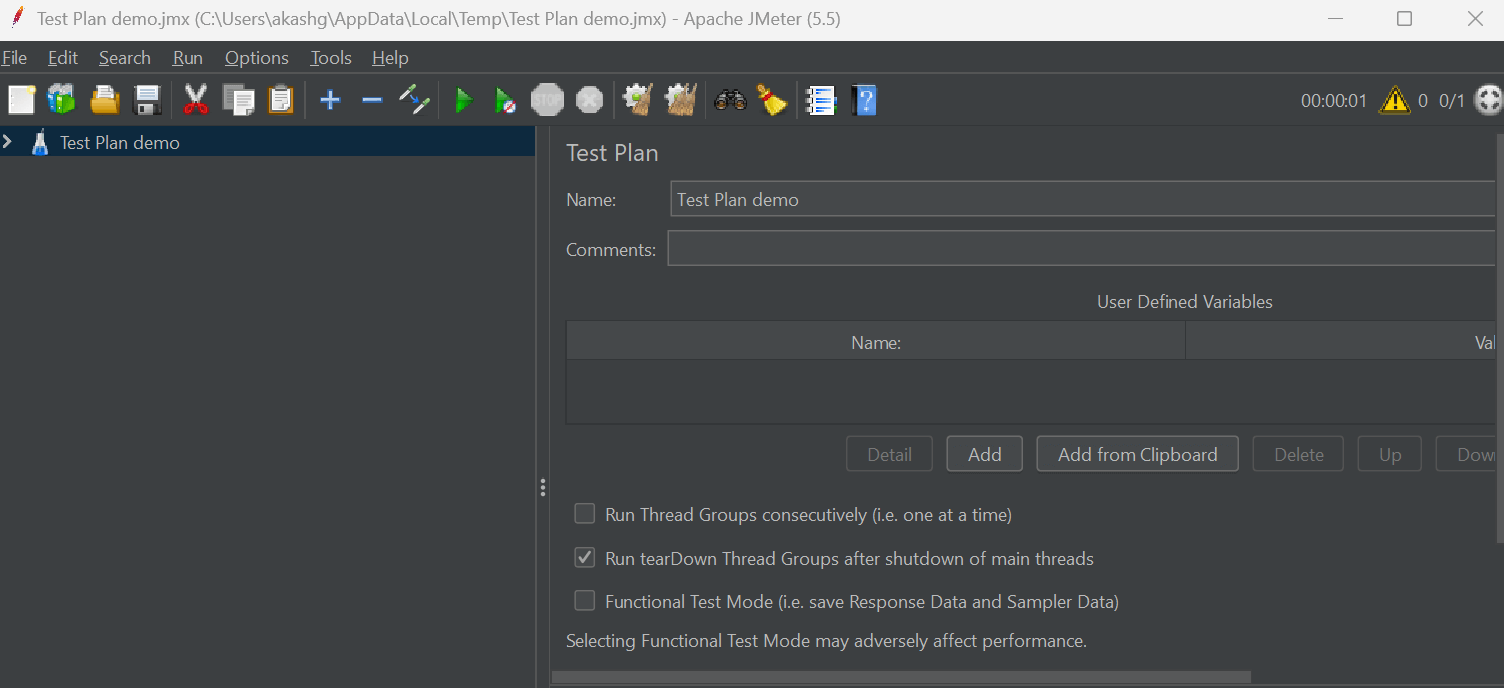 Test Plan demo.jmx (C:\Users\akashg\AppData\Local\Temp\Test Plan demo.jmx) - Apache JMeter (5.5)
File Edit Search Run Options Tools Help
STOP ? 00:00:01 0 0/1
Test Plan demo
Test Plan
Name: Test Plan demo
Comments:
User Defined Variables
Name: Val
Detail Add Add from Clipboard Delete Up Dow
Run Thread Groups consecutively (i.e. one at a time)
Run tearDown Thread Groups after shutdown of main threads
Functional Test Mode (i.e. save Response Data and Sampler Data)
Selecting Functional Test Mode may adversely affect performance.